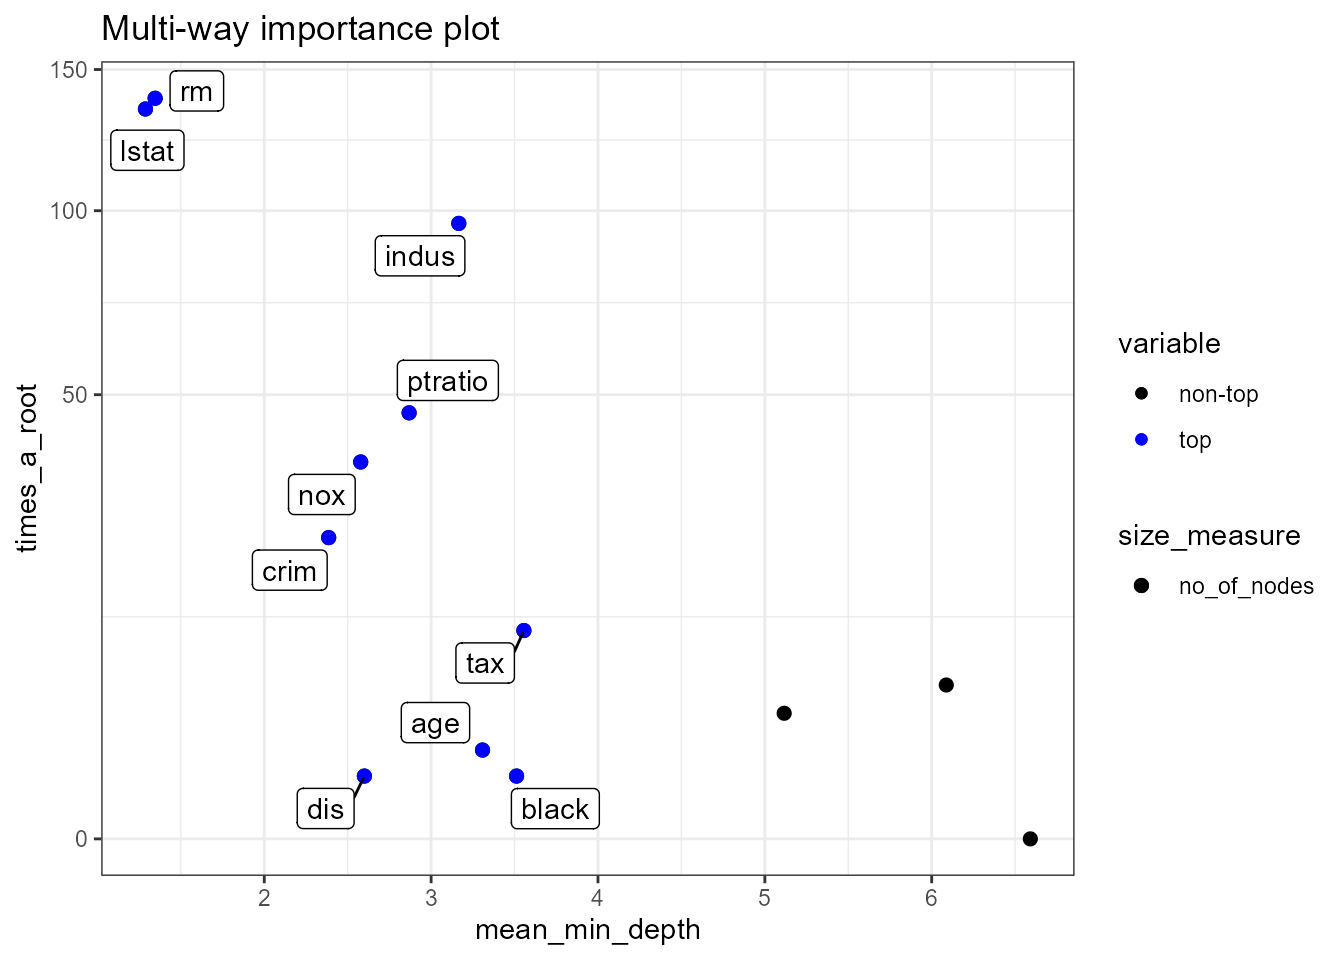 Multi-way importance plot
150
100
50
0
times_a_root
rm
lstat
indus
ptratio
nox
crim
tax
age
dis
black
2
3
4
5
6
mean_min_depth
variable
non-top
top
size_measure
no_of_nodes